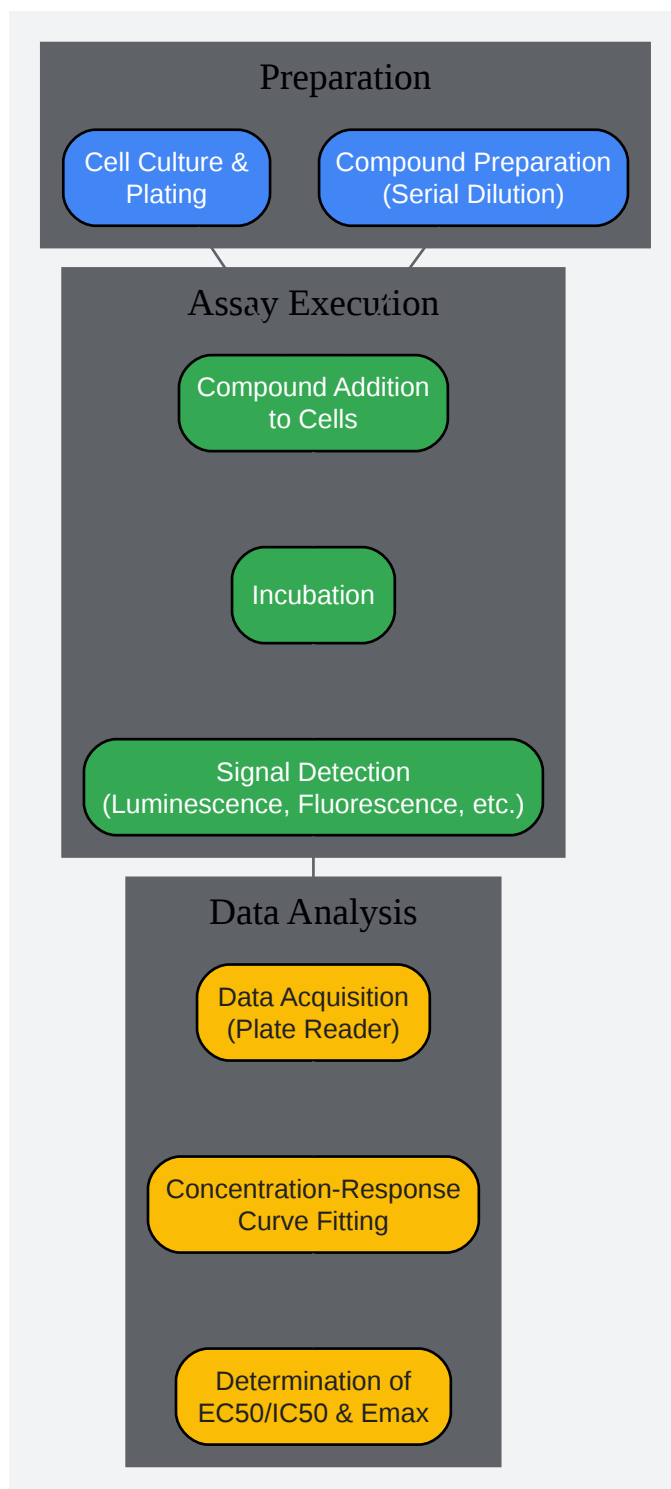 Preparation
Cell Culture &
Plating
Compound Preparation
(Serial Dilution)
Assay Execution
Compound Addition
to Cells
Incubation
Signal Detection
(Luminescence, Fluorescence, etc.)
Data Analysis
Data Acquisition
(Plate Reader)
Concentration-Response
Curve Fitting
Determination of
EC50/IC50 & Emax